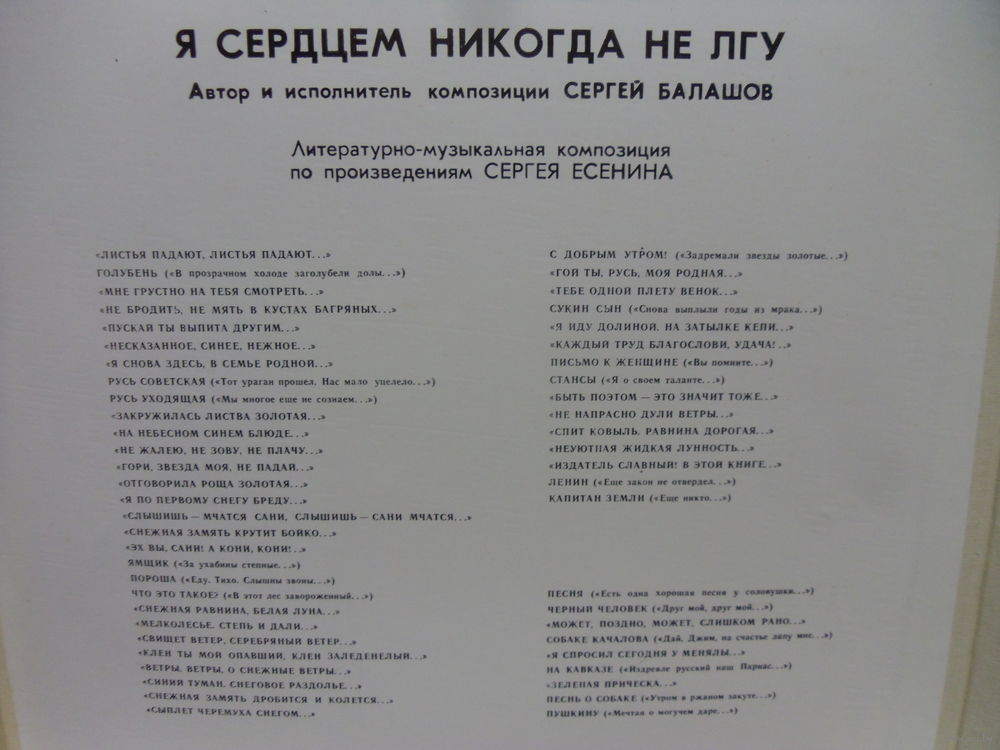 Я СЕРДЦЕМ НИКОГДА НЕ ЛГУ
Автор и исполнитель композиции СЕРГЕЙ БАЛАШОВ
Литературно-музыкальная композиция
по произведениям СЕРГЕЯ ЕСЕНИНА
«ЛИСТЬЯ ПАДАЮТ, ЛИСТЬЯ ПАДАЮТ...»
ГОЛУБЕНЬ («В прозрачном холоде заголубели долы...»)
«МНЕ ГРУСТНО НА ТЕБЯ СМОТРЕТЬ...»
«НЕ БРОДИТЬ, НЕ МЯТЬ В КУСТАХ БАГРЯНЫХ...»
«ПУСКАЙ ТЫ ВЫПИТА ДРУГИМ...»
«НЕСКАЗАННОЕ, СИНЕЕ, НЕЖНОЕ...»
«Я СНОВА ЗДЕСЬ, В СЕМЬЕ РОДНОЙ...»
РУСЬ СОВЕТСКАЯ («Тот ураган прошел. Нас мало уцелело...»)
РУСЬ УХОДЯЩАЯ («Мы многое еще не сознаем...»)
«ЗАКРУЖИЛАСЬ ЛИСТВА ЗОЛОТАЯ...»
«НА НЕБЕСНОМ СИНЕМ БЛЮДЕ...»
«НЕ ЖАЛЕЮ, НЕ ЗОВУ, НЕ ПЛАЧУ...»
«ГОРИ, ЗВЕЗДА МОЯ, НЕ ПАДАЙ...»
«ОТГОВОРИЛА РОЩА ЗОЛОТАЯ...»
«Я ПО ПЕРВОМУ СНЕГУ БРЕДУ...»
«СЛЫШИШЬ — МЧАТСЯ САНИ, СЛЫШИШЬ — САНИ МЧАТСЯ...»
«СНЕЖНАЯ ЗАМЯТЬ КРУТИТ БОЙКО...»
«ЭХ ВЫ, САНИ! А КОНИ, КОНИ!..»
ЯМЩИК («За ухабины степные...»)
ПОРОША («Еду. Тихо. Слышны звоны...»)
ЧТО ЭТО ТАКОЕ? («В этот лес завороженный...»)
«СНЕЖНАЯ РАВНИНА, БЕЛАЯ ЛУНА...»
«МЕЛКОЛЕСЬЕ. СТЕПЬ И ДАЛИ...»
«СВИЩЕТ ВЕТЕР, СЕРЕБРЯНЫЙ ВЕТЕР...»
«КЛЕН ТЫ МОЙ ОПАВШИЙ, КЛЕН ЗАЛЕДЕНЕЛЫЙ...»
«ВЕТРЫ, ВЕТРЫ, О СНЕЖНЫЕ ВЕТРЫ...»
«СИНИЙ ТУМАН. СНЕГОВОЕ РАЗДОЛЬЕ...»
«СНЕЖНАЯ ЗАМЯТЬ ДРОБИТСЯ И КОЛЕТСЯ...»
«СЫПЛЕТ ЧЕРЕМУХА СНЕГОМ...»
С ДОБРЫМ УТРОМ! («Задремали звезды золотые...»)
«ГОЙ ТЫ, РУСЬ, МОЯ РОДНАЯ...»
«ТЕБЕ ОДНОЙ ПЛЕТУ ВЕНОК...»
СУКИН СЫН («Снова выплыли годы из мрака...»)
«Я ИДУ ДОЛИНОЙ. НА ЗАТЫЛКЕ КЕПИ...»
«КАЖДЫЙ ТРУД БЛАГОСЛОВИ, УДАЧА!..»
ПИСЬМО К ЖЕНЩИНЕ («Вы помните...»)
СТАНСЫ («Я о своем таланте...»)
«БЫТЬ ПОЭТОМ — ЭТО ЗНАЧИТ ТОЖЕ...»
«НЕ НАПРАСНО ДУЛИ ВЕТРЫ...»
«СПИТ КОВЫЛЬ. РАВНИНА ДОРОГАЯ...»
«НЕУЮТНАЯ ЖИДКАЯ ЛУННОСТЬ...»
«ИЗДАТЕЛЬ СЛАВНЫЙ! В ЭТОЙ КНИГЕ...»
ЛЕНИН («Еще закон не отвердел...»)
КАПИТАН ЗЕМЛИ («Еще никто...»)
ПЕСНЯ («Есть одна хорошая песня у соловушки...»)
ЧЕРНЫЙ ЧЕЛОВЕК («Друг мой, друг мой...»)
«МОЖЕТ, ПОЗДНО, МОЖЕТ, СЛИШКОМ РАНО...»
СОБАКЕ КАЧАЛОВА («Дай, Джим, на счастье лапу мне...»)
«Я СПРОСИЛ СЕГОДНЯ У МЕНЯЛЫ...»
НА КАВКАЗЕ («Издревле русский наш Парнас...»)
«ЗЕЛЕНАЯ ПРИЧЕСКА...»
ПЕСНЬ О СОБАКЕ («Утром в ржаном закуте...»)
ПУШКИНУ («Мечтая о могучем даре...»)